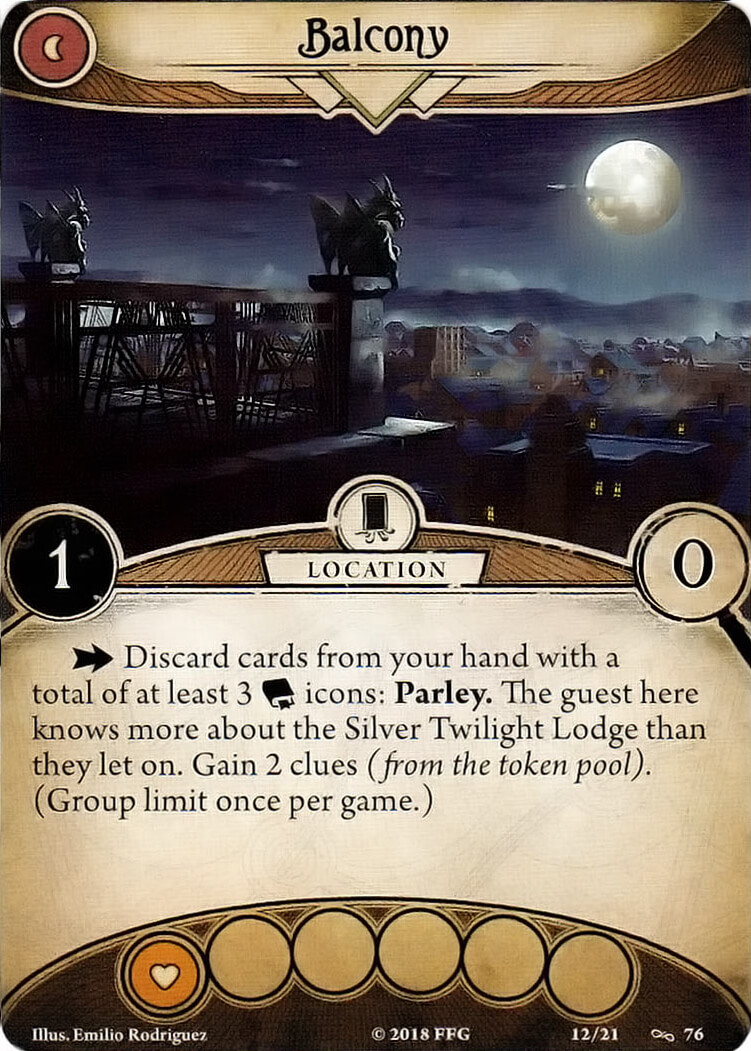 Balcony
1
LOCATION
0
Discard cards from your hand with a
total of at least 3 icons: Parley. The guest here
knows more about the Silver Twilight Lodge than
they let on. Gain 2 clues (from the token pool).
(Group limit once per game.)
Illus. Emilio Rodriguez
© 2018 FFG
12/21
76